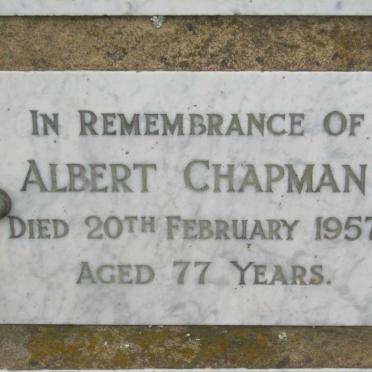 IN REMEMBRANCE OF
ALBERT CHAPMAN
DIED 20TH FEBRUARY 1957
AGED 77 YEARS.